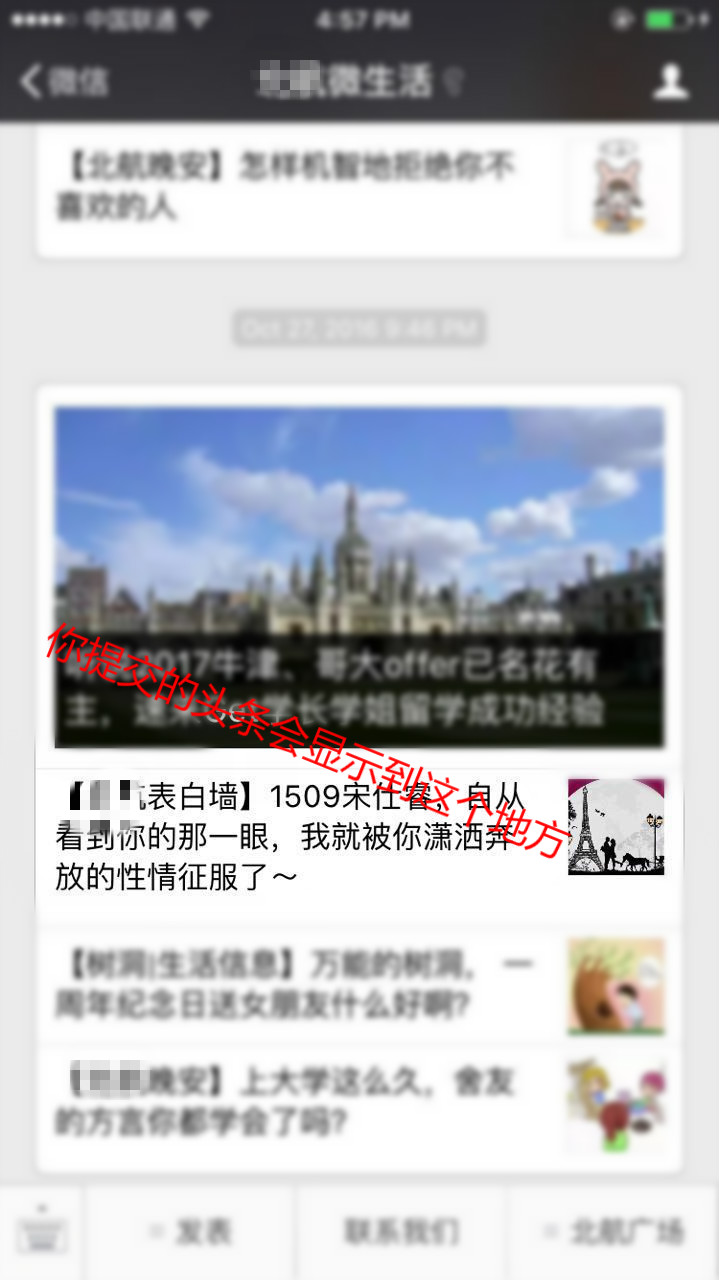 中国联通
4:57 PM
微信
微生活
【北航晚安】怎样机智地拒绝你不
喜欢的人
Oct 27, 2016 9:46 PM
2017牛津、哥大offer已名花有
主，
学长学姐留学成功经验
你提交的头条会显示到这个地方
【 表白墙】1509宋仕睿，自从
看到你的那一眼，我就被你潇洒奔
放的性情征服了～
【树洞|生活信息】万能的树洞，一
周年纪念日送女朋友什么好啊？
【 晚安】上大学这么久，舍友
的方言你都学会了吗？
发表
联系我们
北航广场